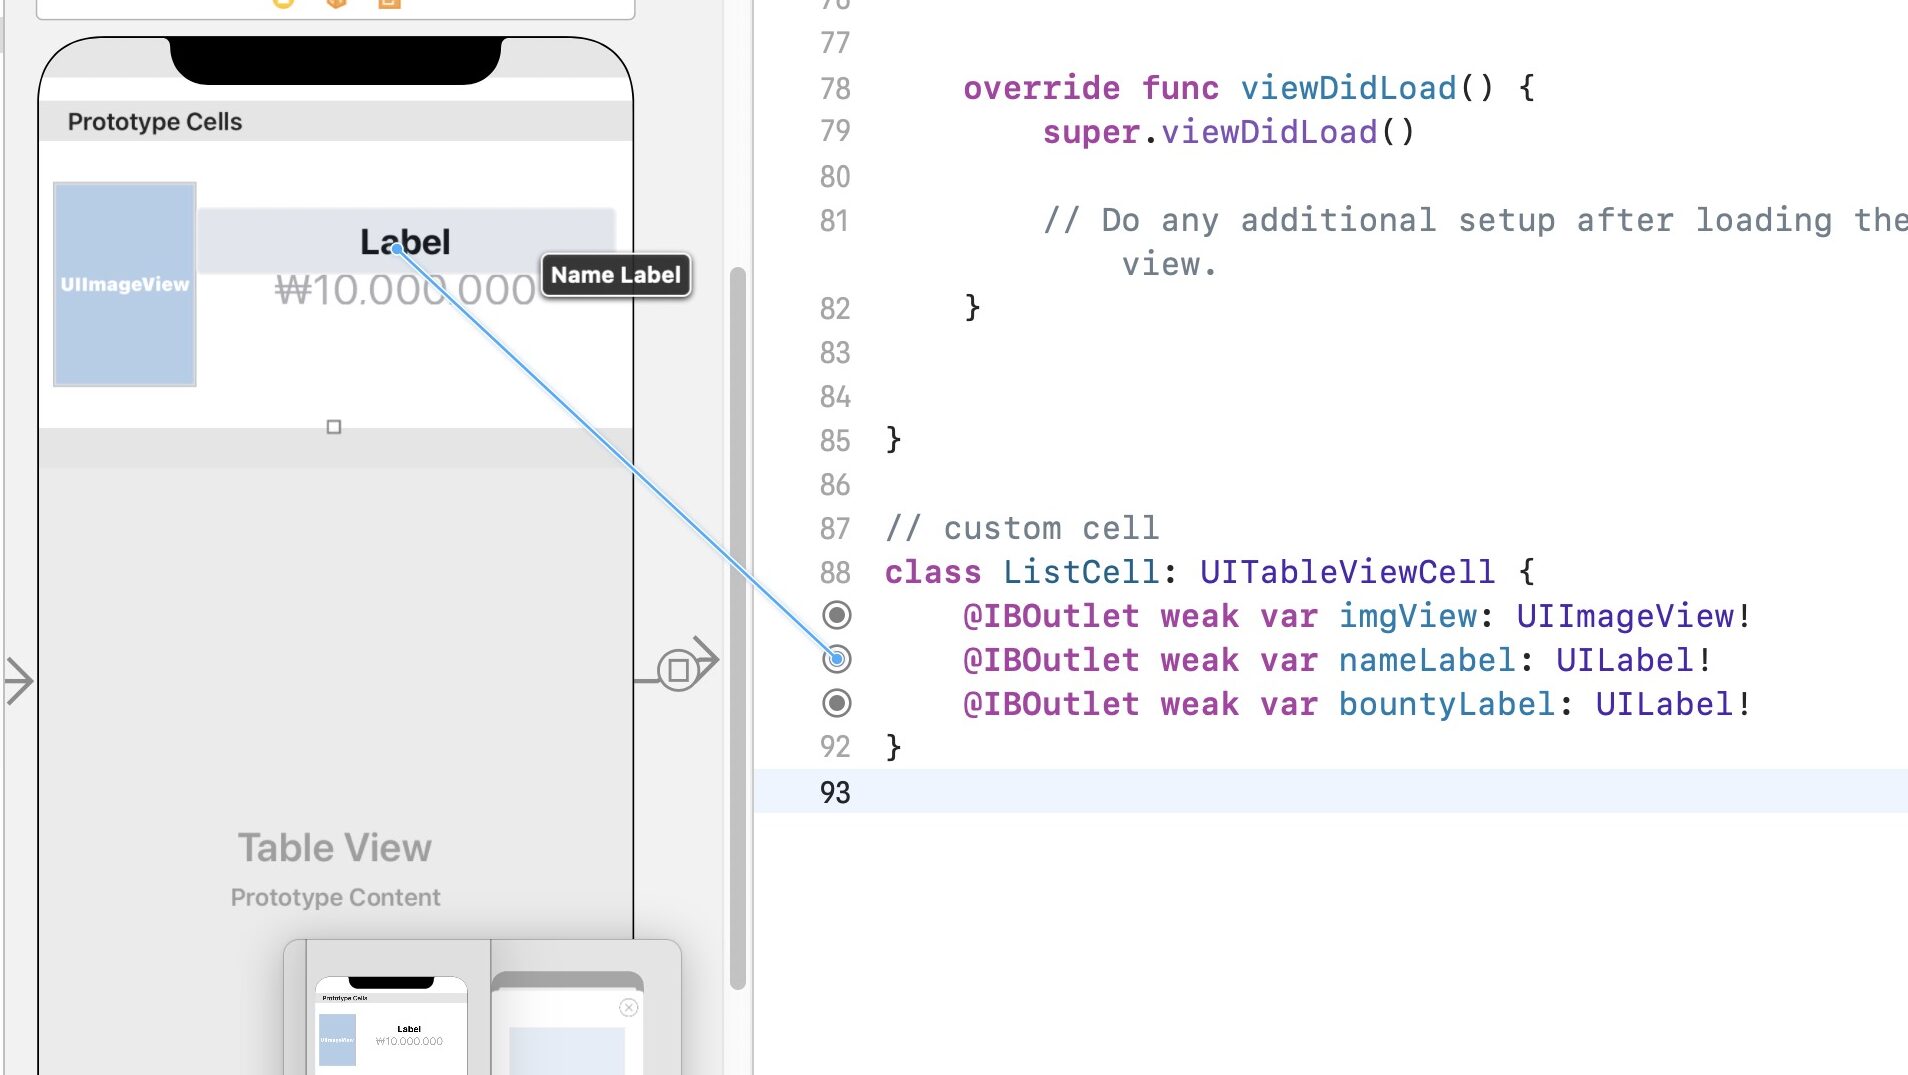 Prototype Cells
UIImageView
Label
₩10.000.000
Name Label
Table View
Prototype Content
Prototype Cells
UIImageView
Label
₩10.000.000
77
78 override func viewDidLoad() {
79 super.viewDidLoad()
80
81 // Do any additional setup after loading the
view.
82 }
83
84
85 }
86
87 // custom cell
88 class ListCell: UITableViewCell {
@IBOutlet weak var imgView: UIImageView!
@IBOutlet weak var nameLabel: UILabel!
@IBOutlet weak var bountyLabel: UILabel!
92 }
93